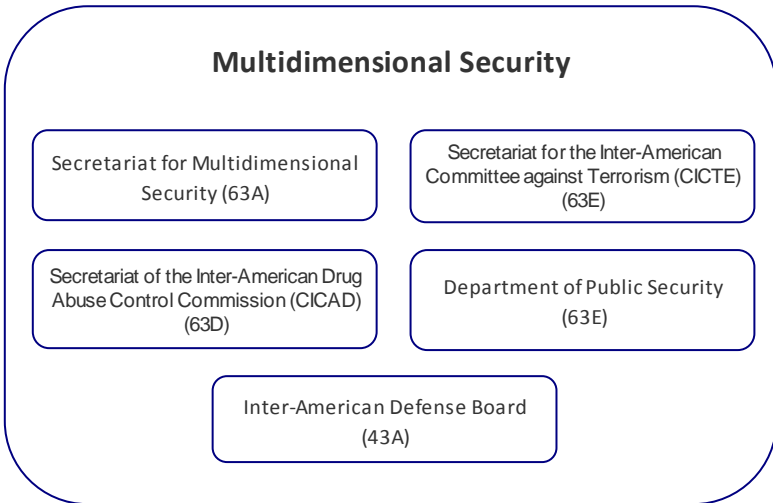 Multidimensional Security
Secretariat for Multidimensional
Security (63A)
Secretariat for the Inter-American
Committee against Terrorism (CICTE)
(63E)
Secretariat of the Inter-American Drug
Abuse Control Commission (CICAD)
(63D)
Department of Public Security
(63E)
Inter-American Defense Board
(43A)